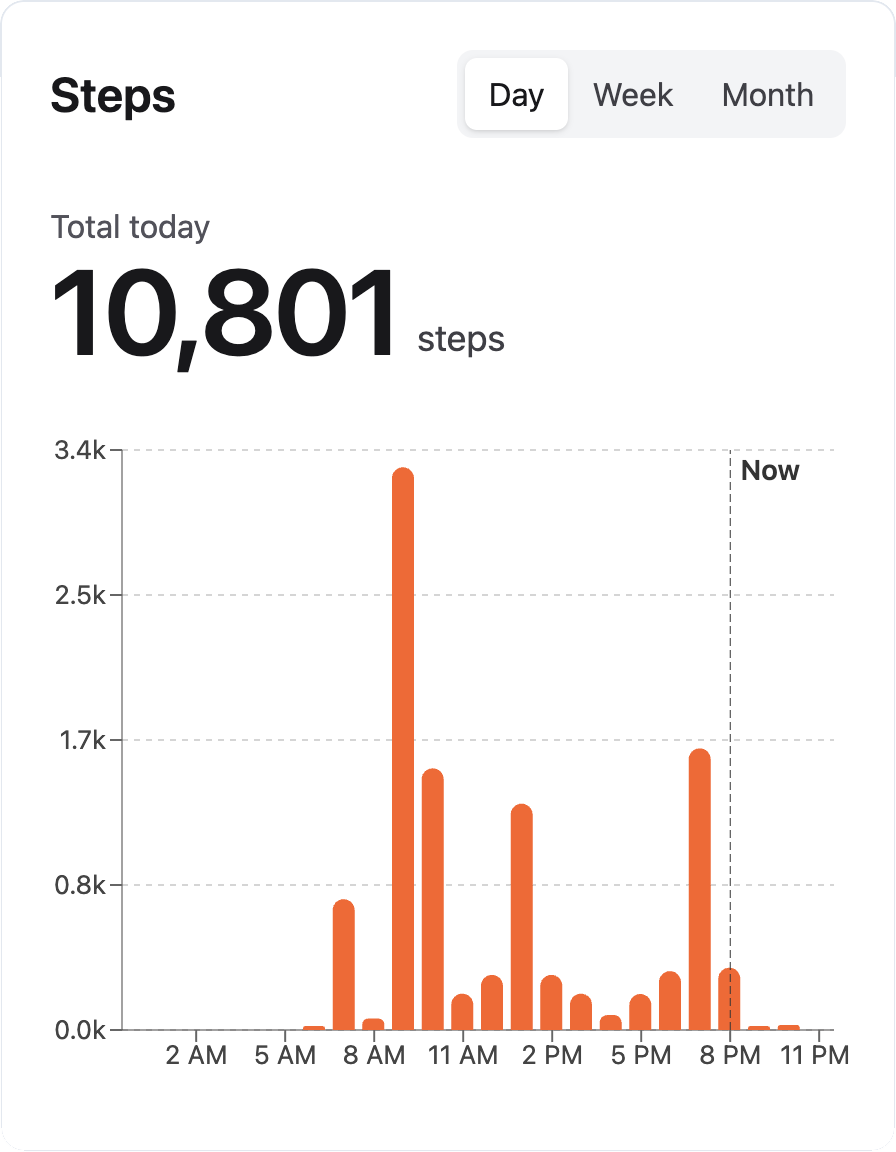 Steps
Day Week Month
Total today
10,801 steps
3.4k
Now
2.5k
1.7k
0.8k
0.0k
2 AM 5 AM 8 AM 11 AM 2 PM 5 PM 8 PM 11 PM